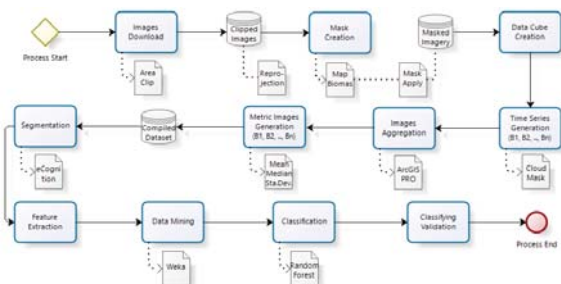 Images
Download
Clipped
Images
Mask
Creation
Masked
Imagery
Data Cube
Creation
Process Start
Area
Clip
Repro-
jection
Map
Biomas
Mask
Apply
Segmentation
Compiled
Dataset
Metric Images
Generation
(B1, B2, .., Bn)
Images
Aggregation
Time Series
Generation
(B1, B2, .., Bn)
eCogni
tion
Mean
Median
Sta.Dev.
ArcGIS
PRO
Cloud
Mask
Feature
Extraction
Data Mining
Classification
Classifying
Validation
Process End
Weka
Random
Forest